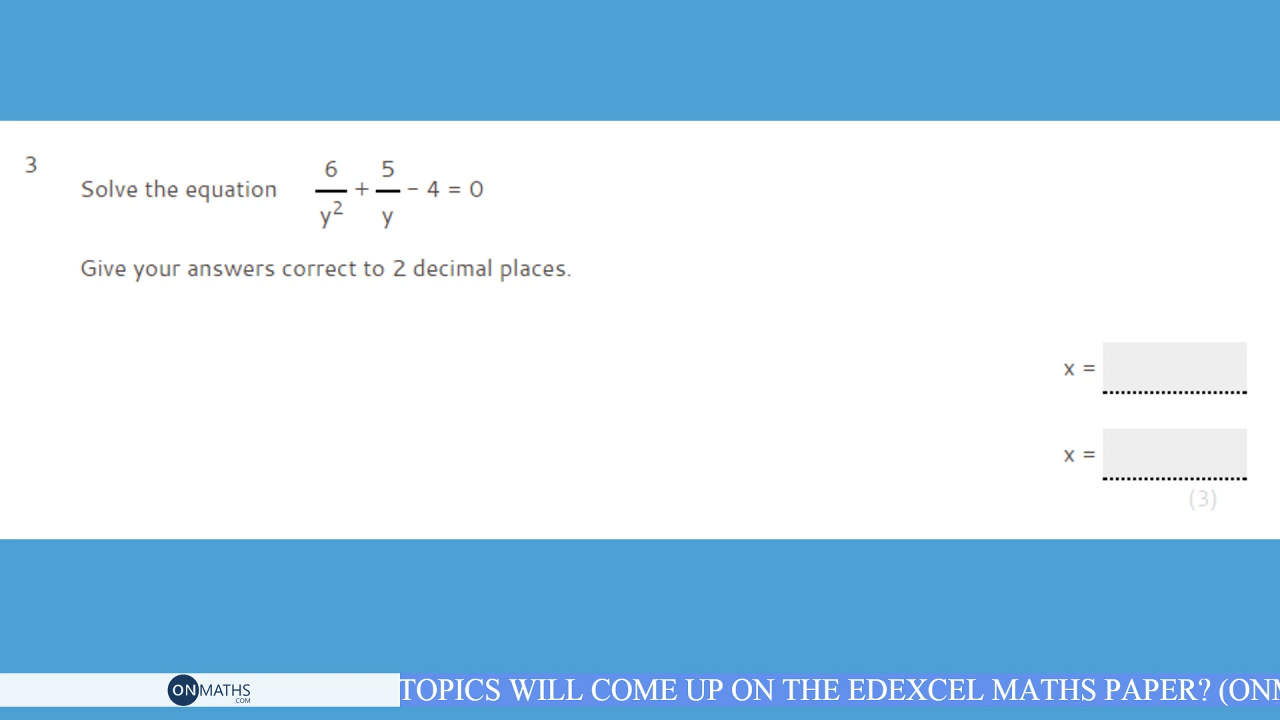 3
Solve the equation 6/y² + 5/y - 4 = 0
Give your answers correct to 2 decimal places.
x =
x =
(3)
ONMATHS
.COM
TOPICS WILL COME UP ON THE EDEXCEL MATHS PAPER? (ONM